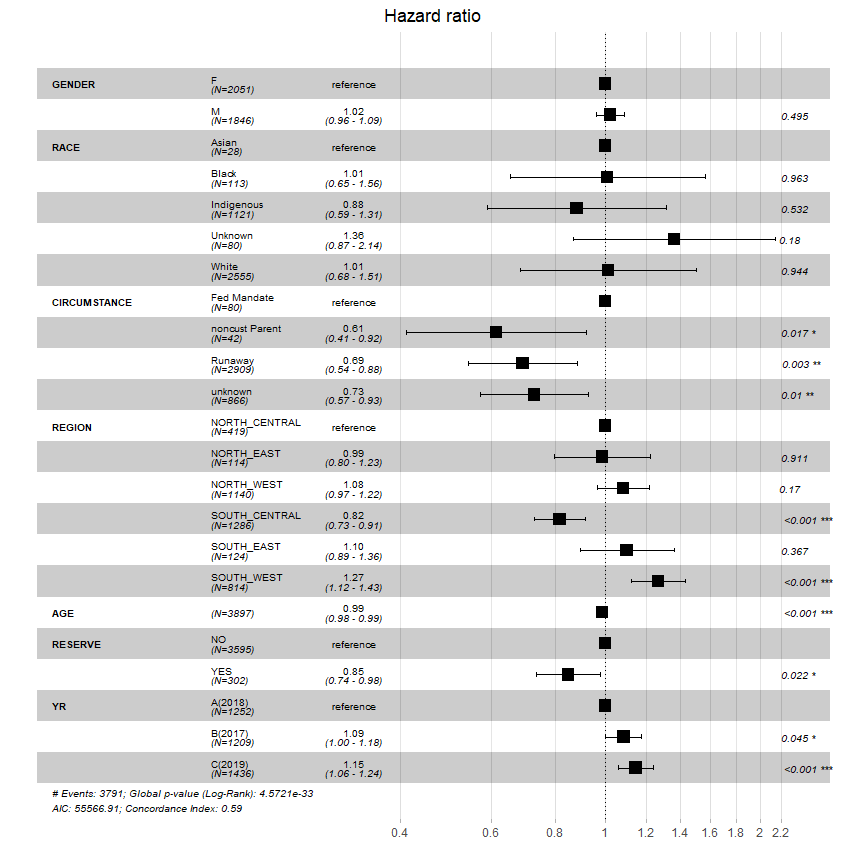 Hazard ratio
GENDER F reference
(N=2051)
M 1.02
(N=1846) (0.96 - 1.09) 0.495
RACE Asian reference
(N=28)
Black 1.01
(N=113) (0.65 - 1.56) 0.963
Indigenous 0.88
(N=1121) (0.59 - 1.31) 0.532
Unknown 1.36
(N=80) (0.87 - 2.14) 0.18
White 1.01
(N=2555) (0.68 - 1.51) 0.944
CIRCUMSTANCE Fed Mandate reference
(N=80)
noncust Parent 0.61
(N=42) (0.41 - 0.92) 0.017 *
Runaway 0.69
(N=2909) (0.54 - 0.88) 0.003 **
unknown 0.73
(N=866) (0.57 - 0.93) 0.01 **
REGION NORTH_CENTRAL reference
(N=419)
NORTH_EAST 0.99
(N=114) (0.80 - 1.23) 0.911
NORTH_WEST 1.08
(N=1140) (0.97 - 1.22) 0.17
SOUTH_CENTRAL 0.82
(N=1286) (0.73 - 0.91) <0.001 ***
SOUTH_EAST 1.10
(N=124) (0.89 - 1.36) 0.367
SOUTH_WEST 1.27
(N=814) (1.12 - 1.43) <0.001 ***
AGE (N=3897) 0.99
(0.98 - 0.99) <0.001 ***
RESERVE NO reference
(N=3595)
YES 0.85
(N=302) (0.74 - 0.98) 0.022 *
YR A(2018) reference
(N=1252)
B(2017) 1.09
(N=1209) (1.00 - 1.18) 0.045 *
C(2019) 1.15
(N=1436) (1.06 - 1.24) <0.001 ***
# Events: 3791; Global p-value (Log-Rank): 4.5721e-33
AIC: 55566.91; Concordance Index: 0.59
0.4 0.6 0.8 1 1.2 1.4 1.6 1.8 2 2.2